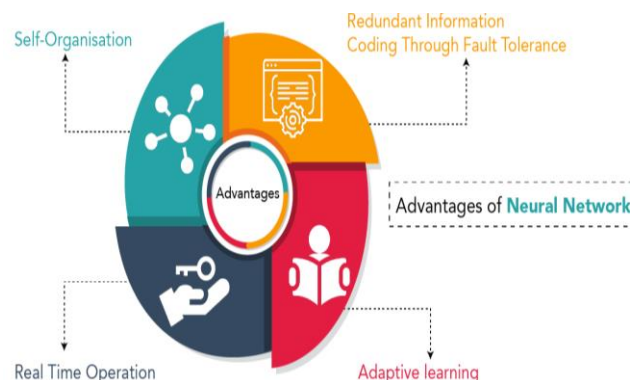 Self-Organisation
Redundant Information
Coding Through Fault Tolerance
Advantages
Advantages of Neural Network
Real Time Operation
Adaptive learning